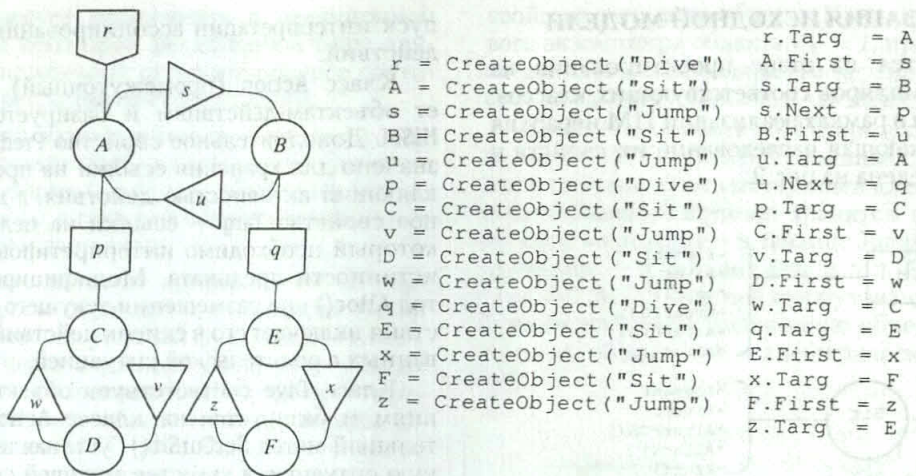 r
s
A
B
u
p
q
E
w
v
x
D
F
r = CreateObject("Dive")
A = CreateObject("Sit")
s = CreateObject("Jump")
B = CreateObject("Sit")
u = CreateObject("Jump")
p = CreateObject("Dive")
= CreateObject("Sit")
v = CreateObject("Jump")
D = CreateObject("Sit")
w = CreateObject("Jump")
q = CreateObject("Dive")
E = CreateObject("Sit")
x = CreateObject("Jump")
F = CreateObject("Sit")
z = CreateObject("Jump")
r.Targ = A
A.First = s
s.Targ = B
s.Next = p
B.First = u
u.Targ = A
u.Next = q
p.Targ = C
C.First = v
v.Targ = D
D.First = w
w.Targ = C
q.Targ = E
E.First = x
x.Targ = F
F.First = z
z.Targ = E